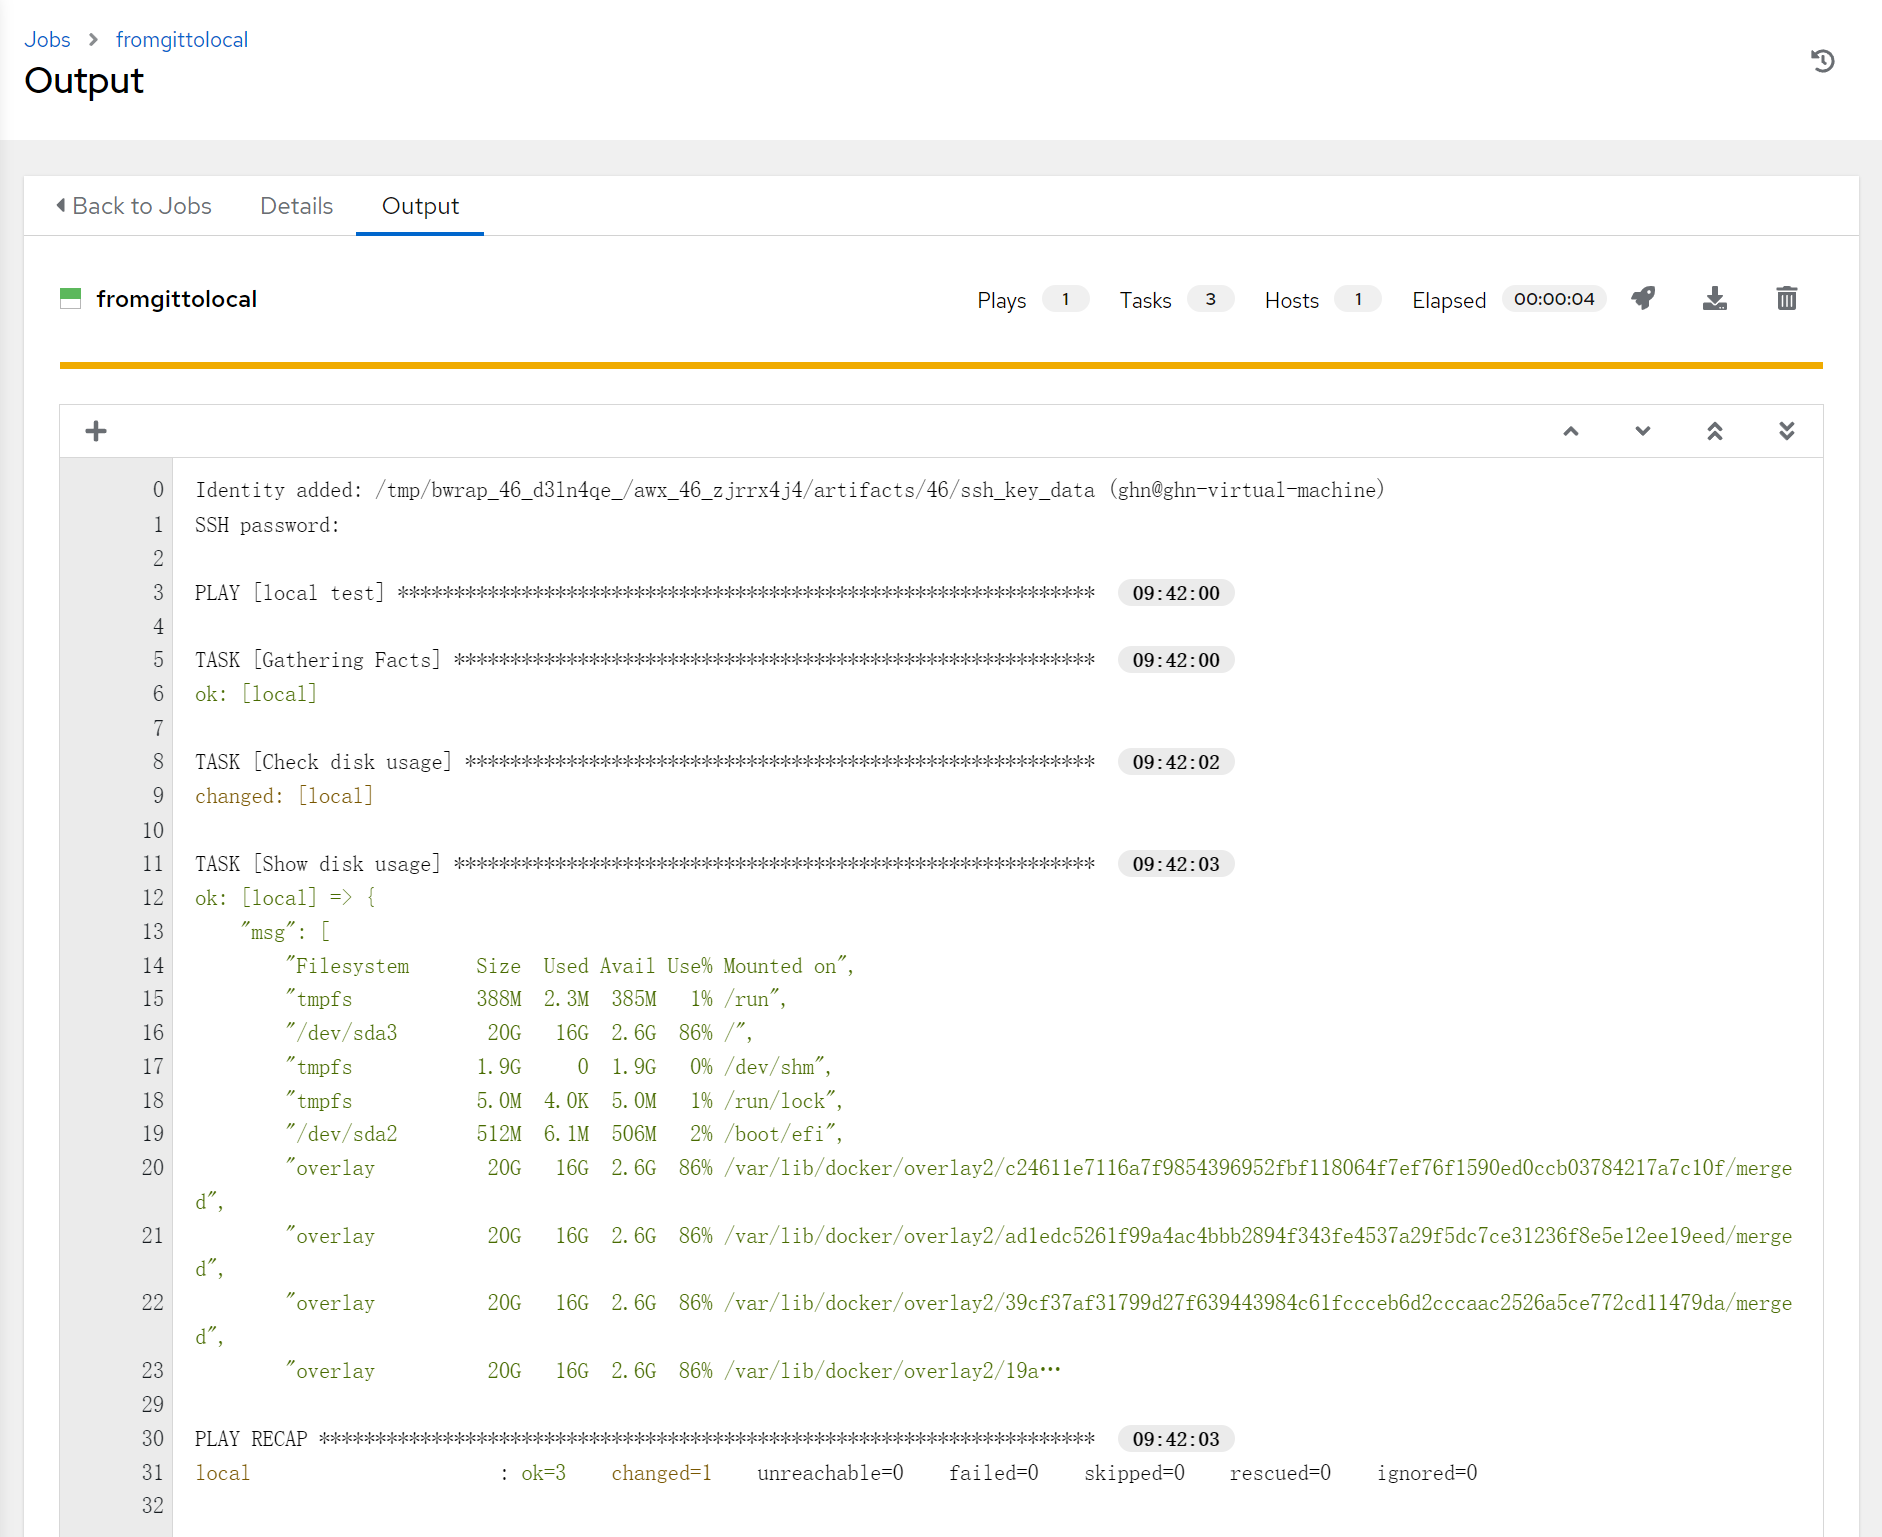 Jobs > fromgittolocal
Output
Back to Jobs Details Output
fromgittolocal Plays 1 Tasks 3 Hosts 1 Elapsed 00:00:04
0 Identity added: /tmp/bwrap_46_d3ln4qe_/awx_46_zjrrx4j4/artifacts/46/ssh_key_data (ghn@ghn-virtual-machine)
1 SSH password:
2
3 PLAY [local test] ************************************************************** 09:42:00
4
5 TASK [Gathering Facts] ********************************************************* 09:42:00
6 ok: [local]
7
8 TASK [Check disk usage] ******************************************************** 09:42:02
9 changed: [local]
10
11 TASK [Show disk usage] ********************************************************* 09:42:03
12 ok: [local] => {
13     "msg": [
14         "Filesystem      Size  Used Avail Use% Mounted on",
15         "tmpfs           388M  2.3M  385M   1% /run",
16         "/dev/sda3        20G   16G  2.6G  86% /",
17         "tmpfs           1.9G     0  1.9G   0% /dev/shm",
18         "tmpfs           5.0M  4.0K  5.0M   1% /run/lock",
19         "/dev/sda2       512M  6.1M  506M   2% /boot/efi",
20         "overlay          20G   16G  2.6G  86% /var/lib/docker/overlay2/c24611e7116a7f9854396952fbf118064f7ef76f1590ed0ccb03784217a7c10f/merge
d",
21         "overlay          20G   16G  2.6G  86% /var/lib/docker/overlay2/ad1edc5261f99a4ac4bbb2894f343fe4537a29f5dc7ce31236f8e5e12ee19eed/merge
d",
22         "overlay          20G   16G  2.6G  86% /var/lib/docker/overlay2/39cf37af31799d27f639443984c61fccceb6d2cccaac2526a5ce772cd11479da/merge
d",
23         "overlay          20G   16G  2.6G  86% /var/lib/docker/overlay2/19a…
29
30 PLAY RECAP ********************************************************************* 09:42:03
31 local                      : ok=3    changed=1    unreachable=0    failed=0    skipped=0    rescued=0    ignored=0
32